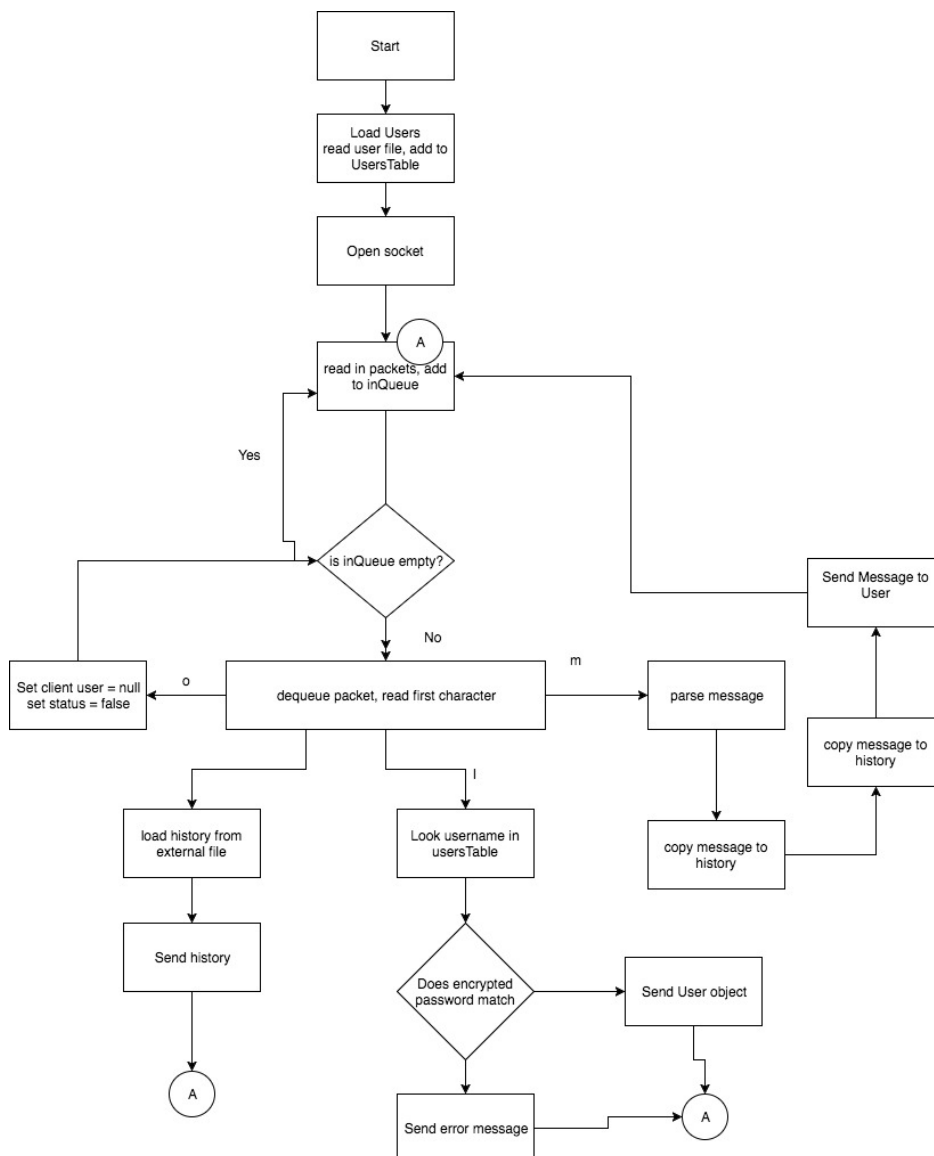 Start
Load Users
read user file, add to
UsersTable
Open socket
A
read in packets, add
to inQueue
Yes
is inQueue empty?
Send Message to
User
No
m
Set client user = null
set status = false
o
dequeue packet, read first character
parse message
copy message to
history
l
load history from
external file
Look username in
usersTable
copy message to
history
Send history
Does encrypted
password match
Send User object
A
Send error message
A